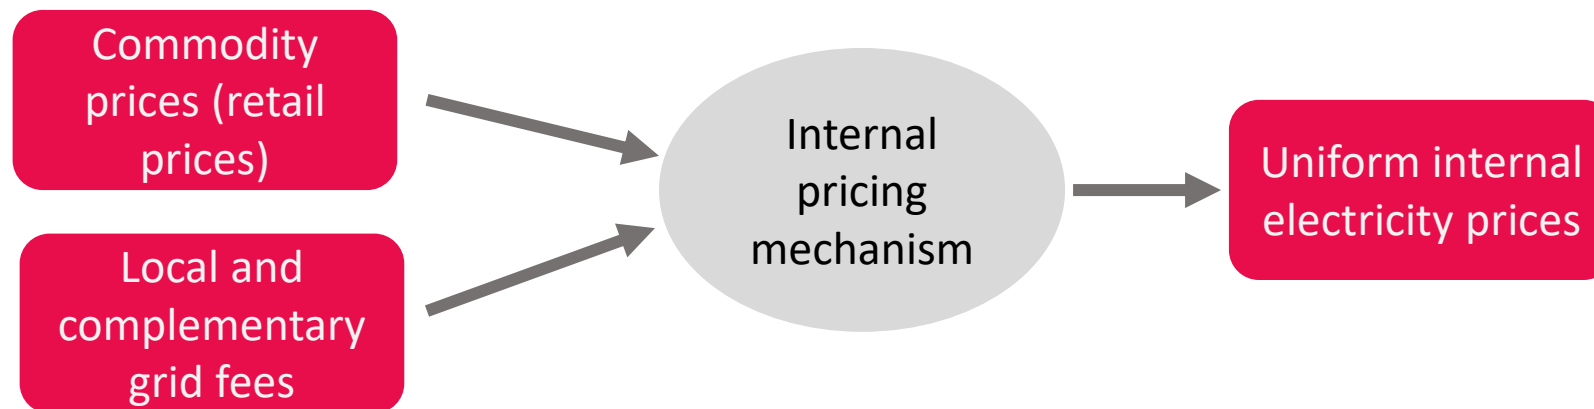 Commodity
prices (retail
prices)
Local and
complementary
grid fees
Internal
pricing
mechanism
Uniform internal
electricity prices